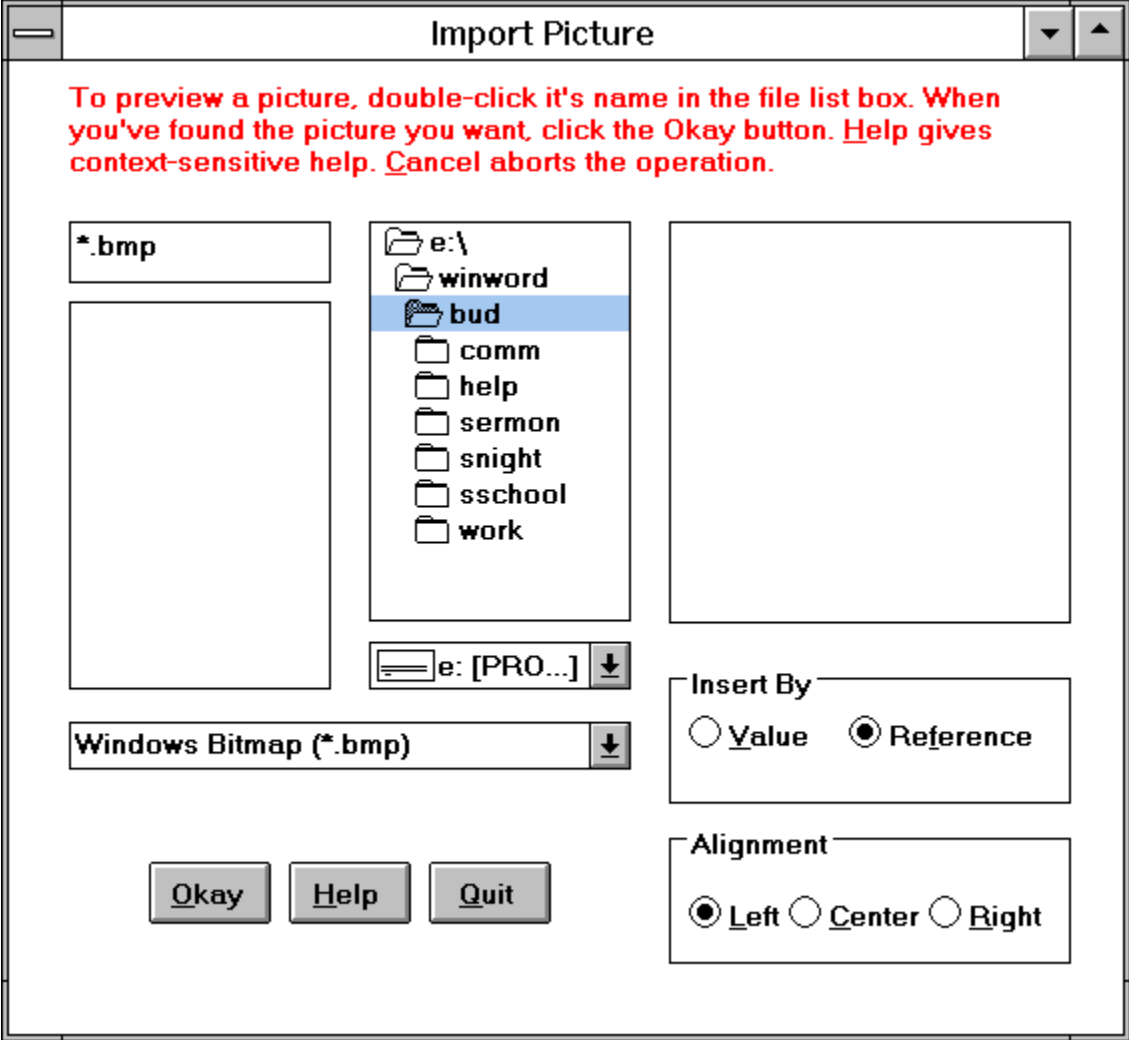 Import Picture
To preview a picture, double-click it's name in the file list box. When
you've found the picture you want, click the Okay button. Help gives
context-sensitive help. Cancel aborts the operation.
*.bmp
e:\
winword
bud
comm
help
sermon
snight
sschool
work
e: [PRO...]
Windows Bitmap (*.bmp)
Insert By
Value Reference
Alignment
Left Center Right
Okay Help Quit